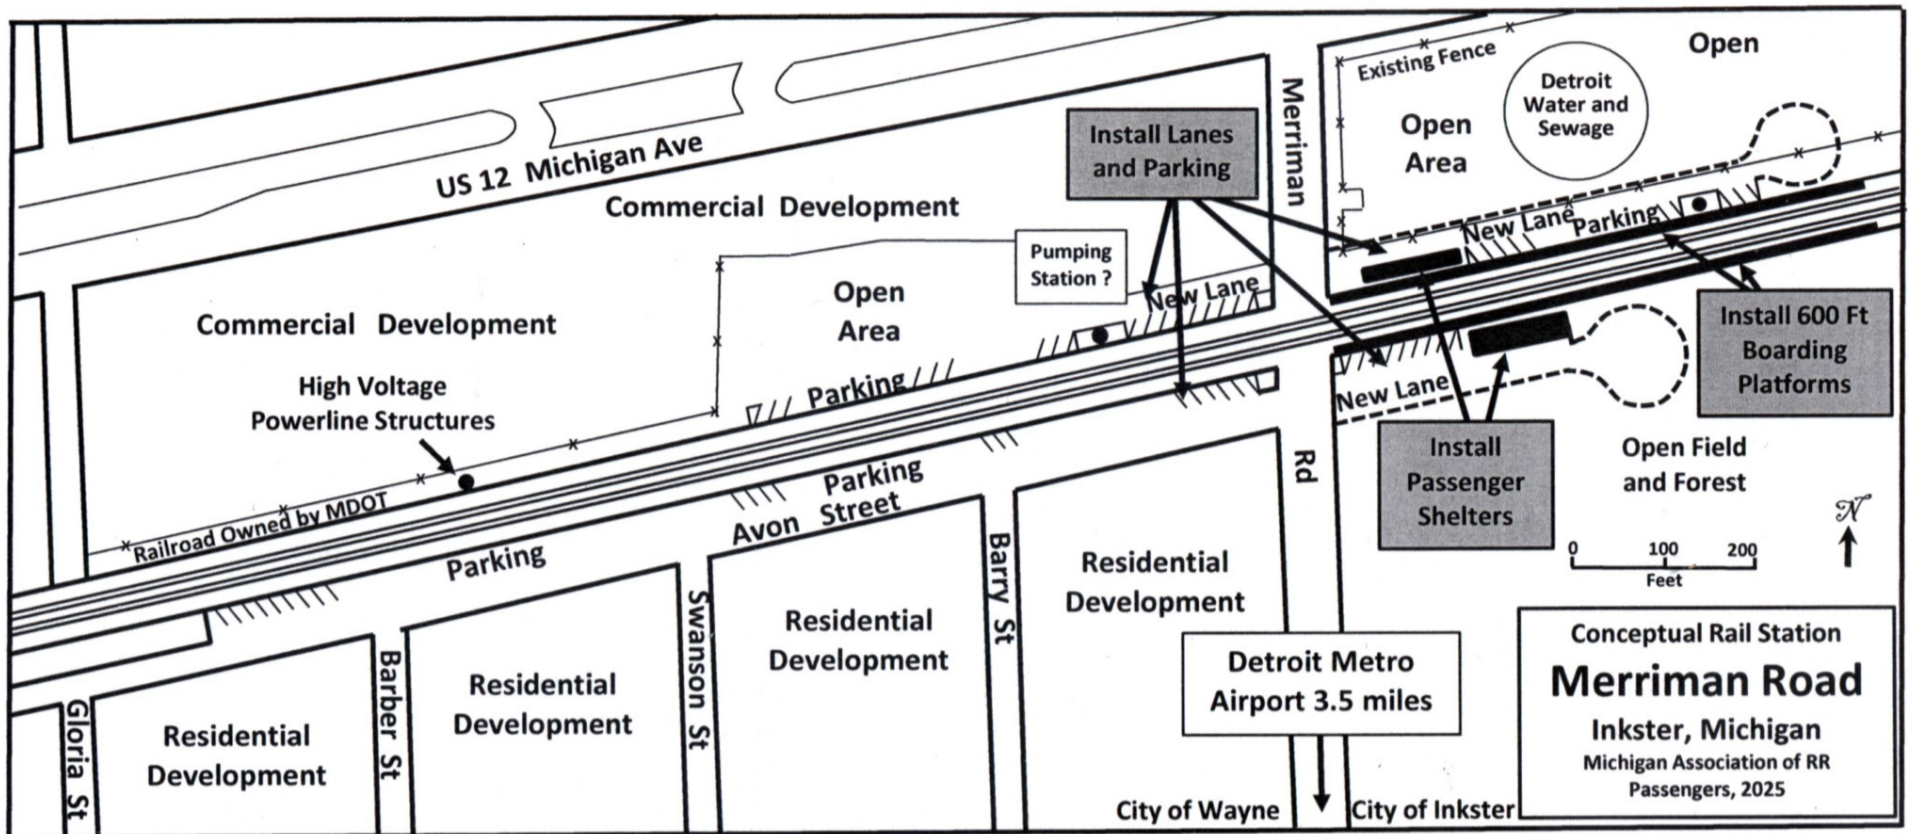 Existing Fence
Open
Detroit
Water and
Sewage
Open
Area
Merriman
Install Lanes
and Parking
US 12 Michigan Ave
Commercial Development
Pumping
Station ?
New Lane
Parking
New Lane
Open
Area
Commercial Development
High Voltage
Powerline Structures
Parking
Install 600 Ft
Boarding
Platforms
New Lane
Install
Passenger
Shelters
Open Field
and Forest
Rd
N
0 100 200
Feet
Railroad Owned by MDOT
Parking
Avon Street
Parking
Barry St
Swanson St
Barber St
Gloria St
Residential
Development
Residential
Development
Residential
Development
Residential
Development
Detroit Metro
Airport 3.5 miles
City of Wayne
City of Inkster
Conceptual Rail Station
Merriman Road
Inkster, Michigan
Michigan Association of RR
Passengers, 2025